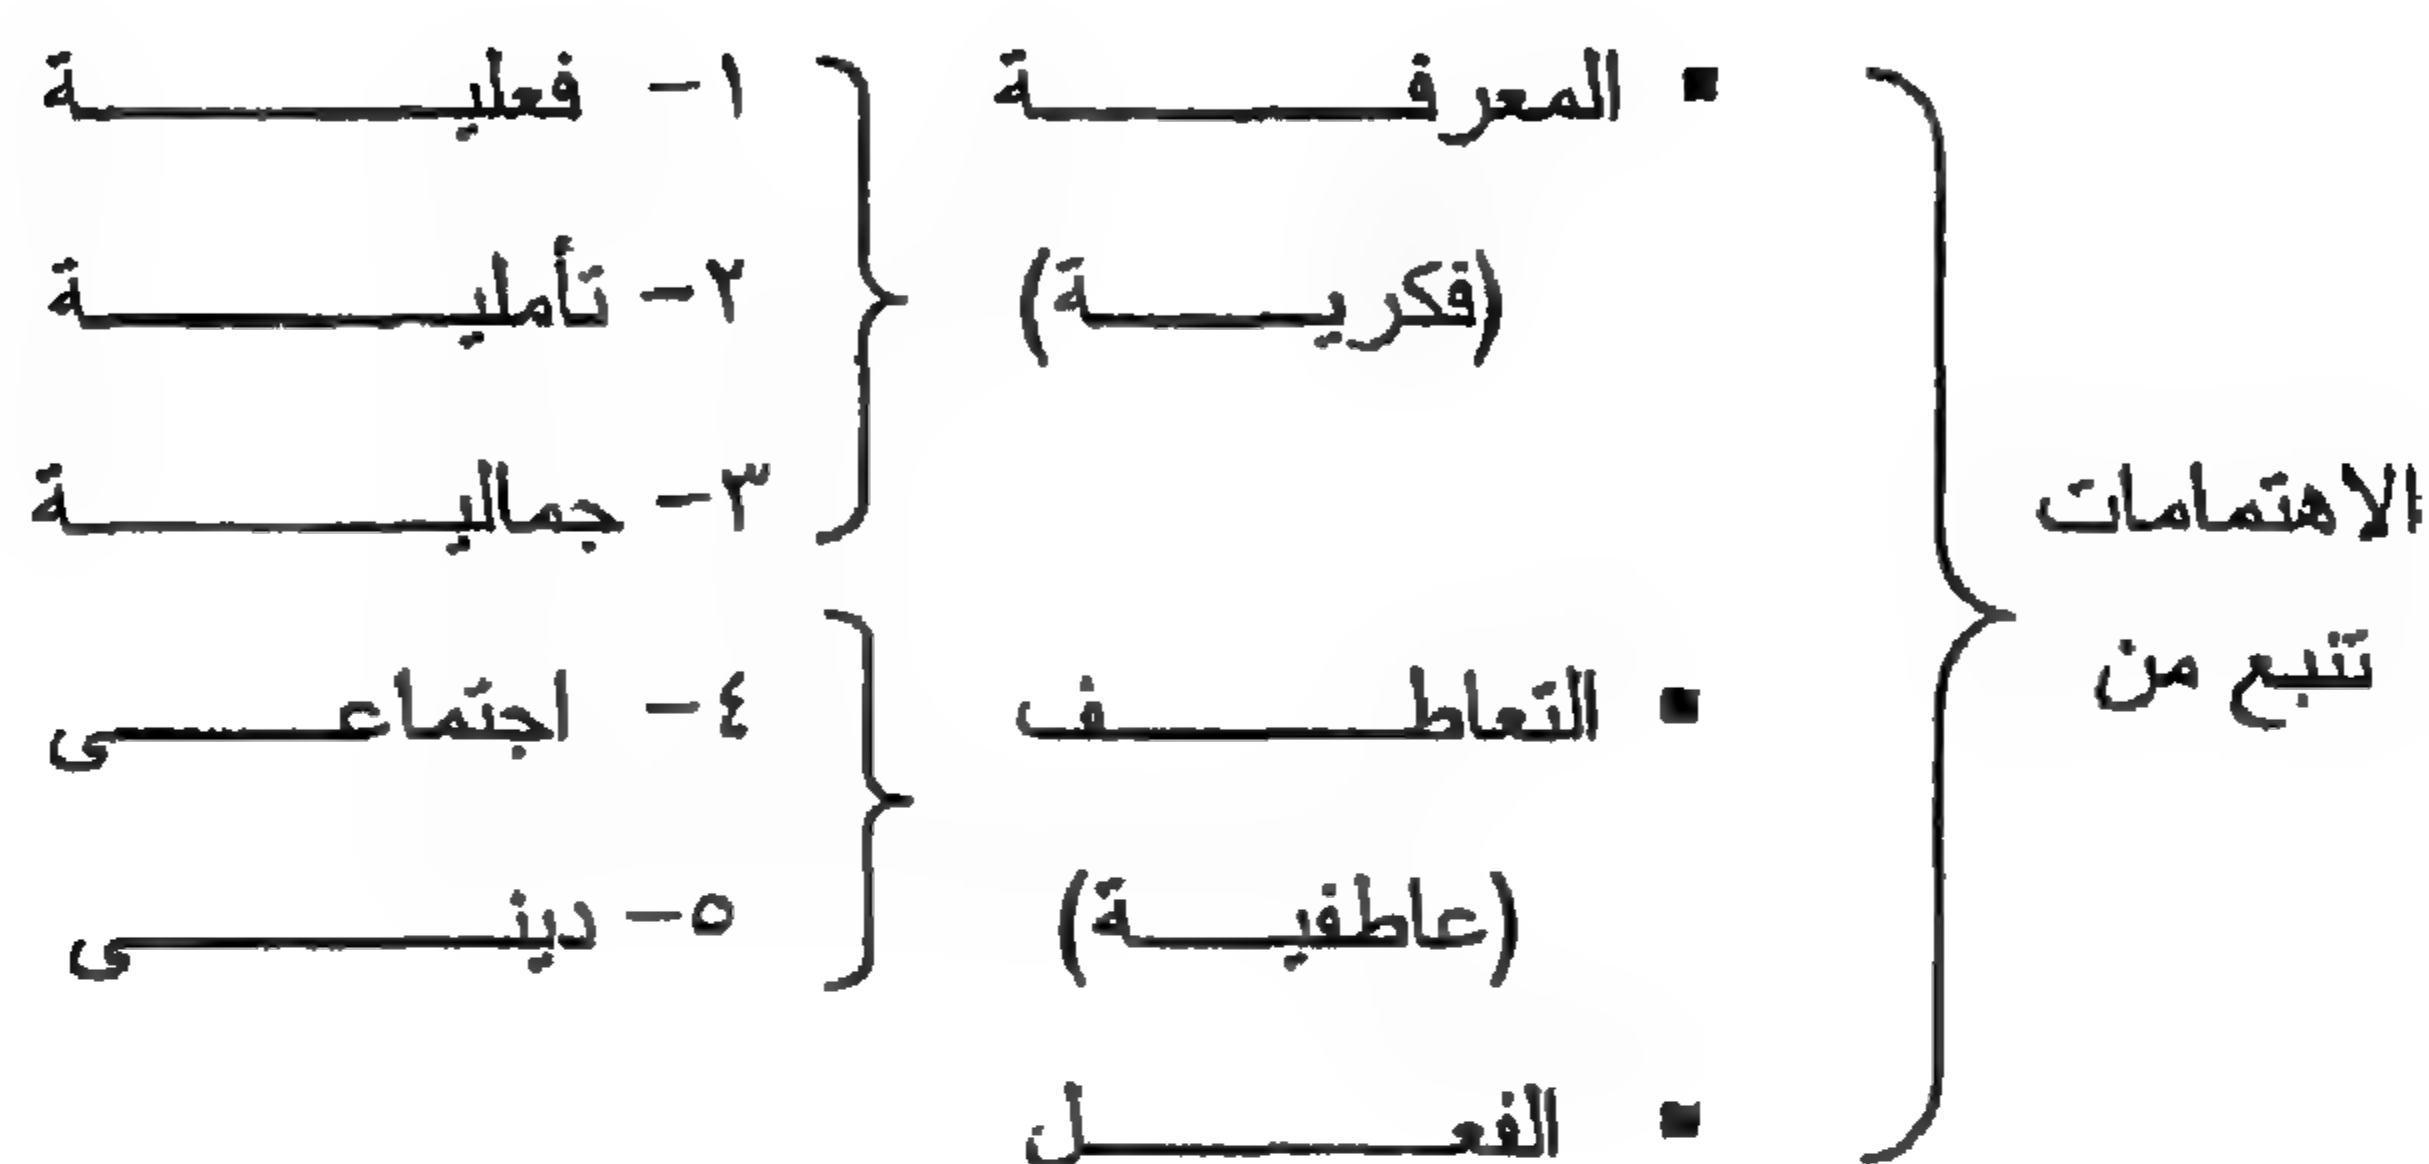 الاهتمامات
تنبع من
▪ المعرفة
(فكرية)
١- فعلية
٢- تأملية
٣- جمالية
▪ التعاطف
(عاطفية)
٤- اجتماعى
٥- دينى
▪ الفعل